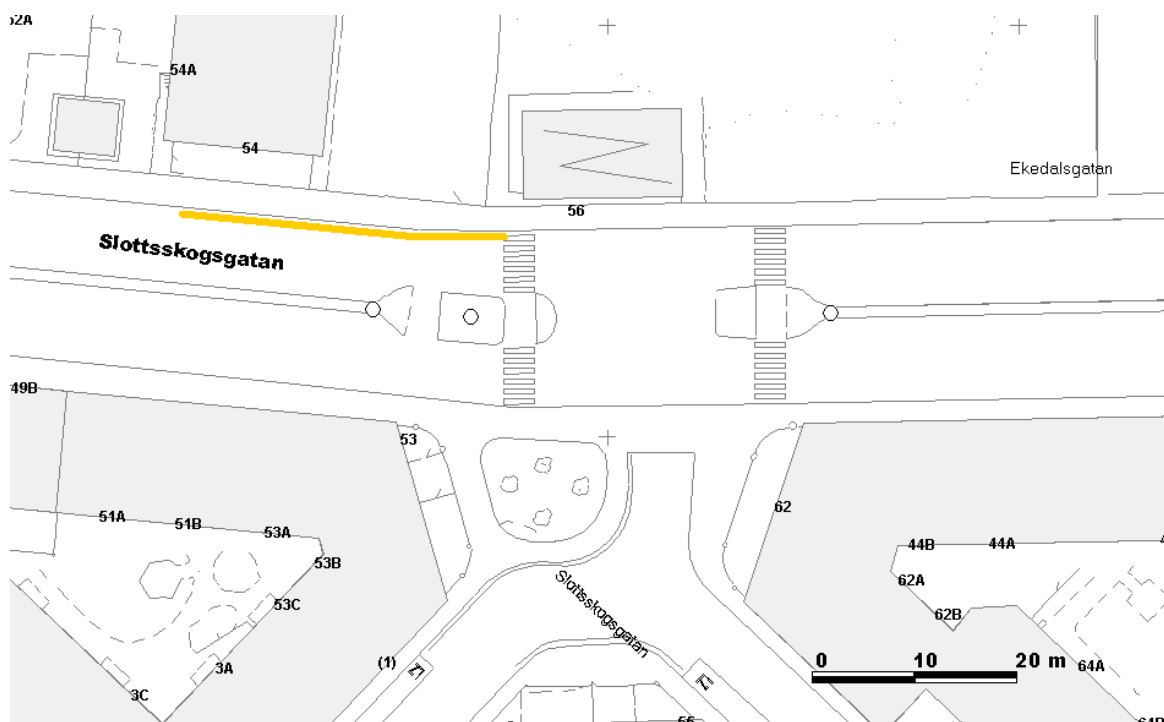 52A
54A
54
Ekedalsgatan
56
Slottsskogsgatan
49B
53
62
51A
51B
53A
44B
44A
53B
62A
53C
Slottsskogsgatan
62B
(1)
3A
0 10 20 m
64A
3C